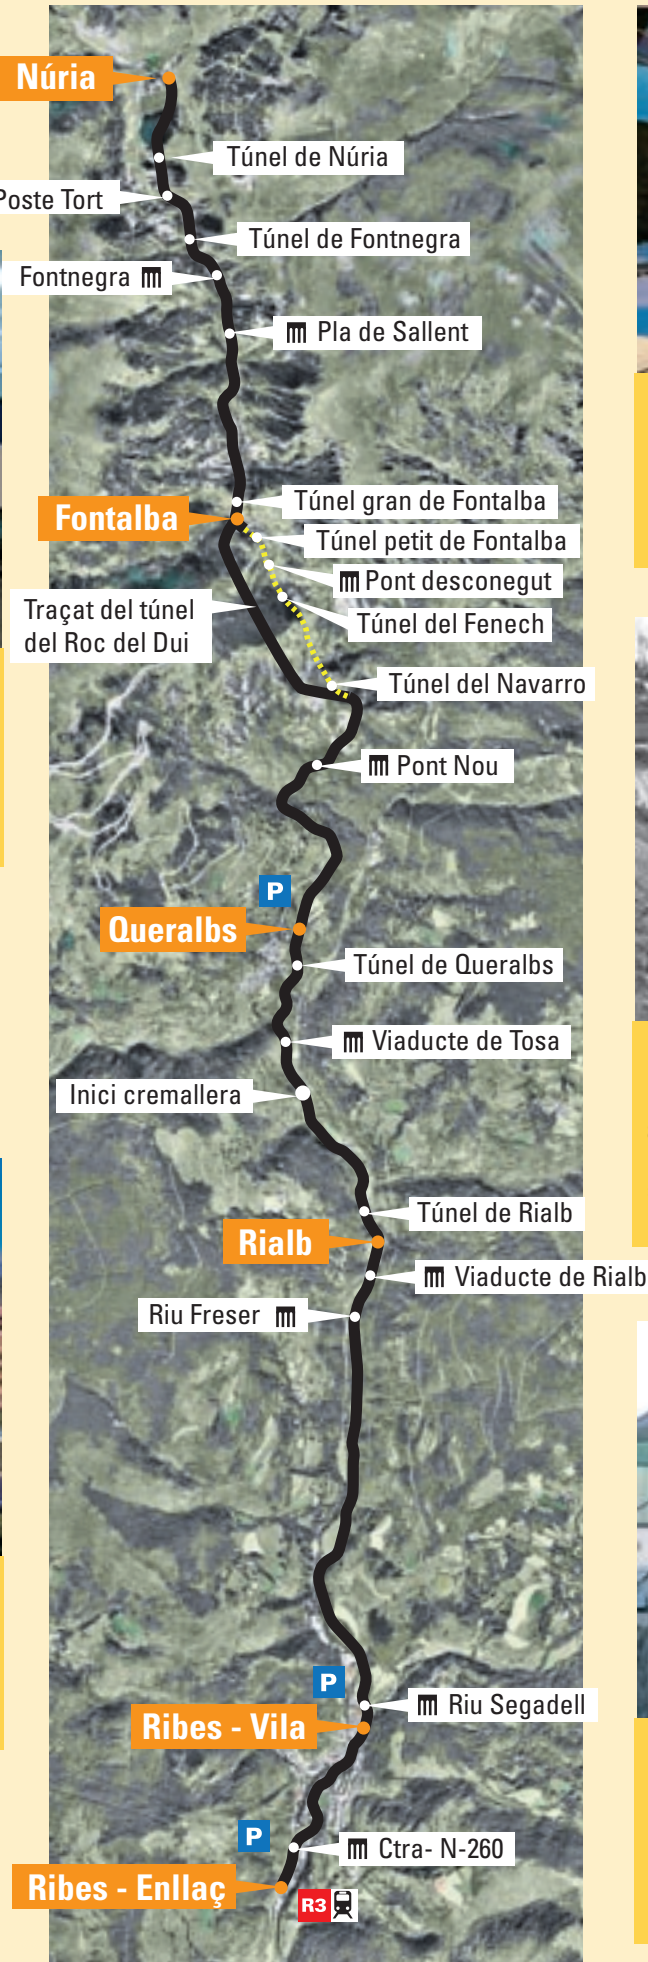 Núria
Túnel de Núria
Poste Tort
Túnel de Fontnegra
Fontnegra
Pla de Sallent
Túnel gran de Fontalba
Fontalba
Túnel petit de Fontalba
Pont desconegut
Traçat del túnel
del Roc del Dui
Túnel del Fenech
Túnel del Navarro
Pont Nou
P
Queralbs
Túnel de Queralbs
Viaducte de Tosa
Inici cremallera
Túnel de Rialb
Rialb
Viaducte de Rialb
Riu Freser
P
Riu Segadell
Ribes - Vila
P
Ctra- N-260
Ribes - Enllaç
R3